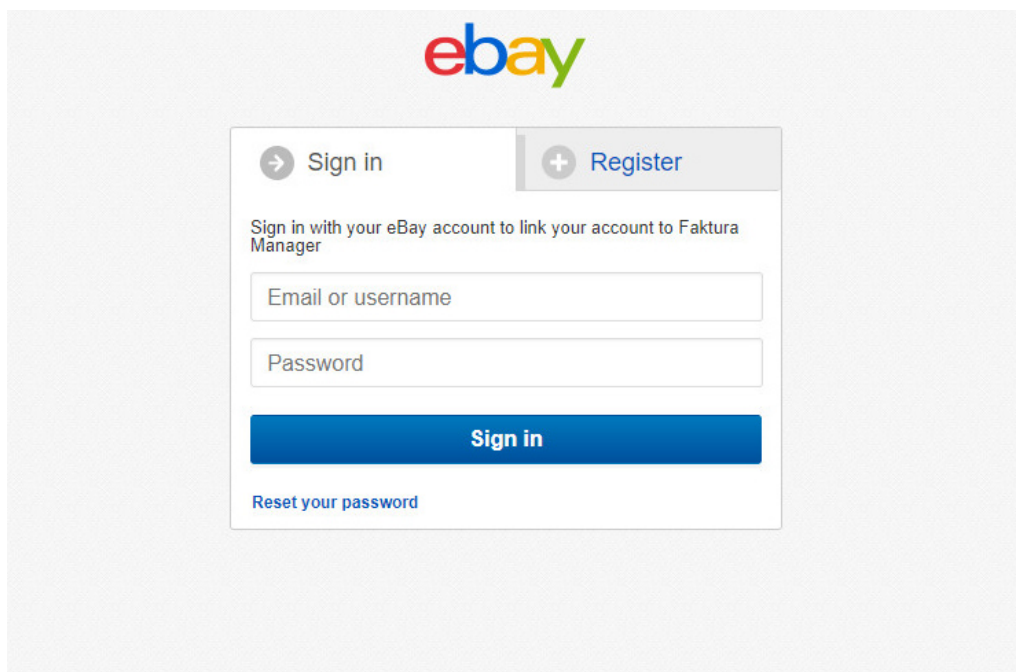 ebay
Sign in
Register
Sign in with your eBay account to link your account to Faktura
Manager
Email or username
Password
Sign in
Reset your password